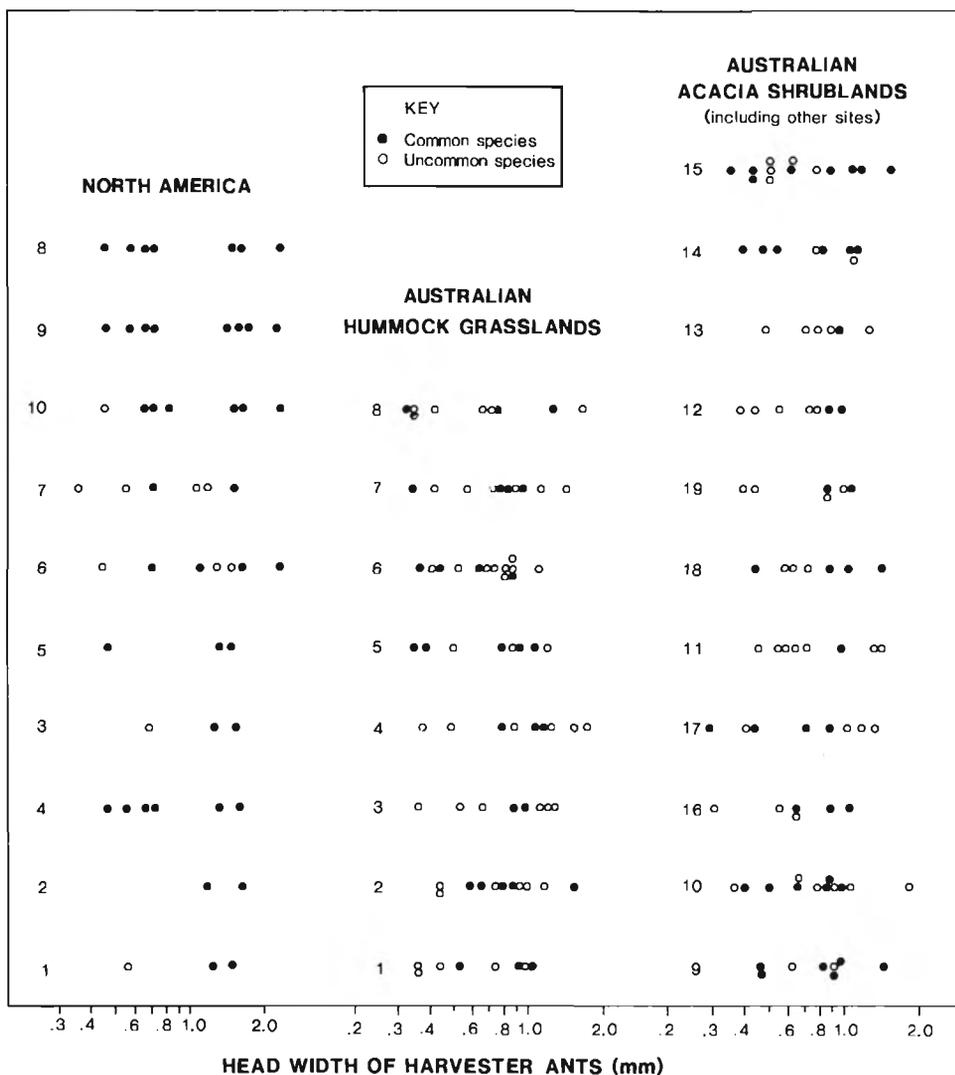 AUSTRALIAN
ACACIA SHRUBLANDS
(including other sites)
KEY
Common species
Uncommon species
NORTH AMERICA
8
9
10
7
6
5
3
4
2
1
AUSTRALIAN
HUMMOCK GRASSLANDS
8
7
6
5
4
3
2
1
15
14
13
12
19
18
11
17
16
10
9
.3 .4 .6 .8 1.0 2.0
.2 .3 .4 .6 .8 1.0 2.0
.2 .3 .4 .6 .8 1.0 2.0
HEAD WIDTH OF HARVESTER ANTS (mm)